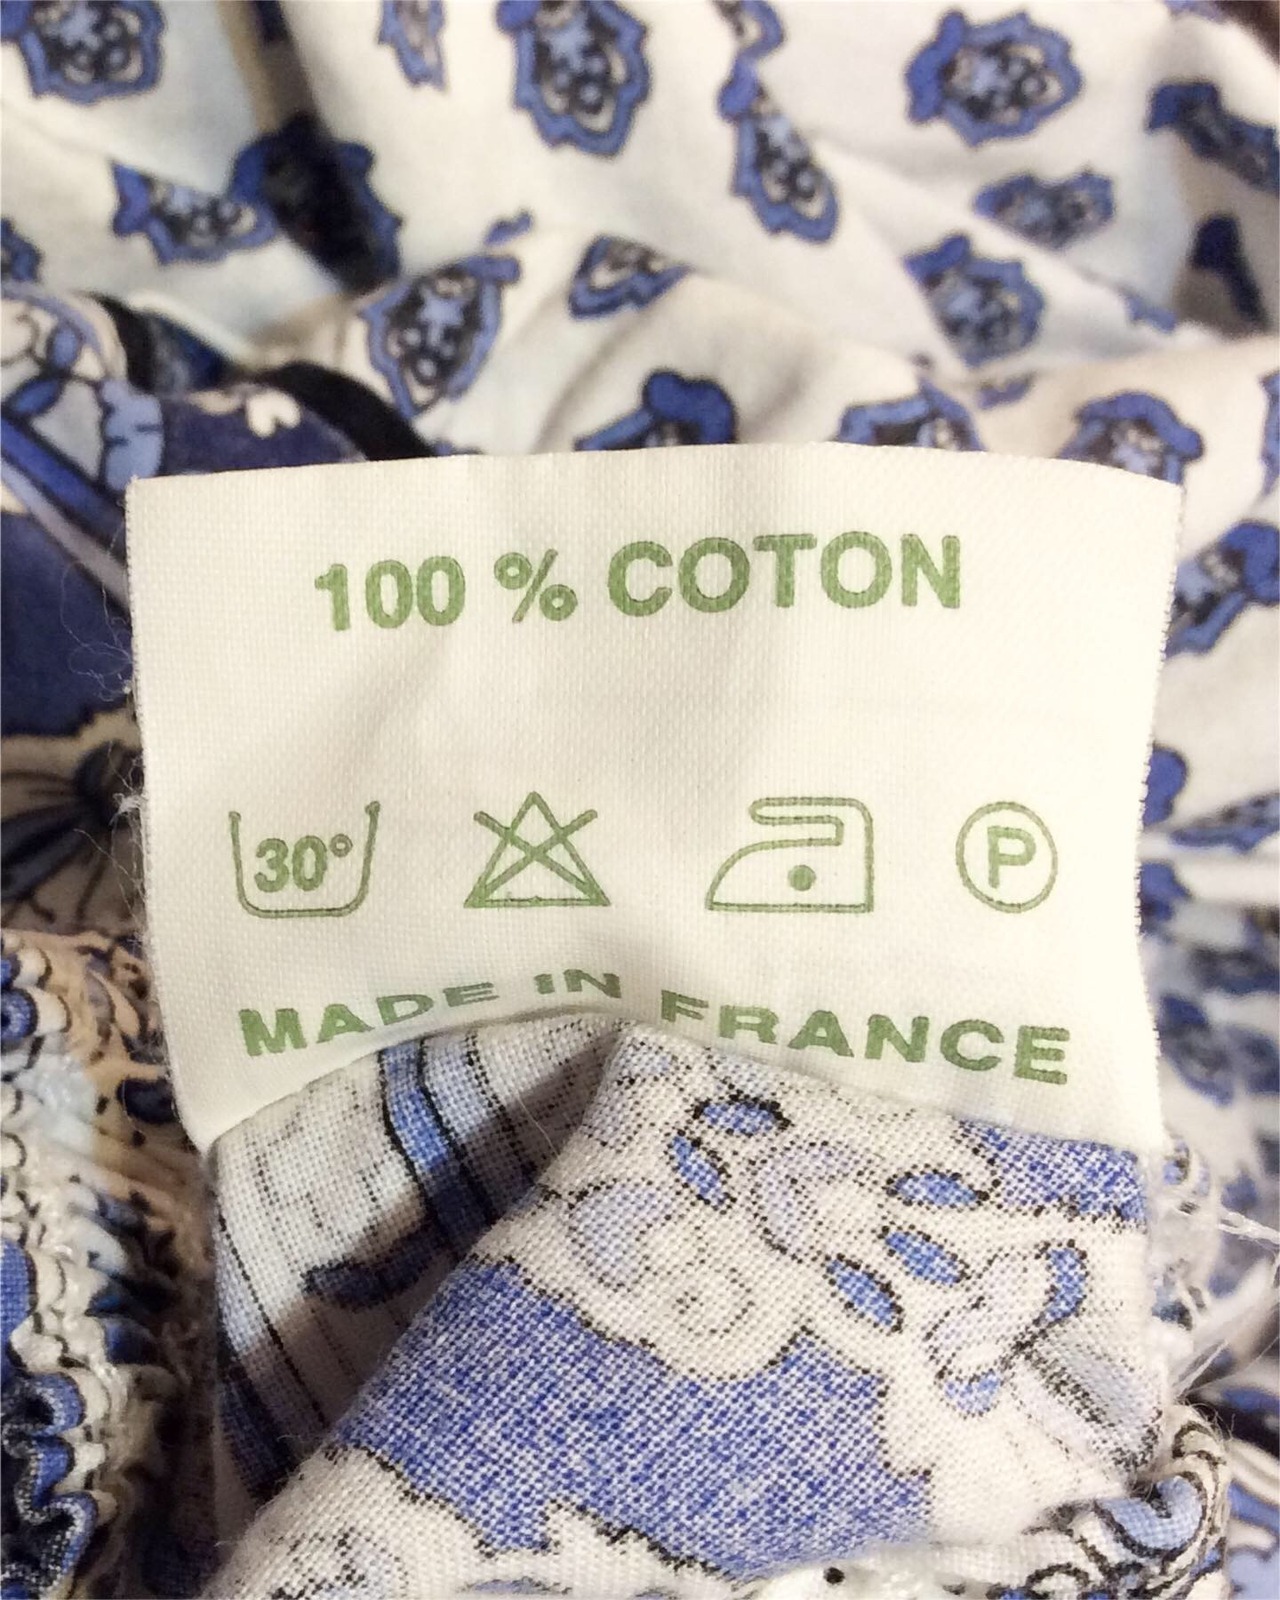 100 % COTON
30° P
MADE IN FRANCE